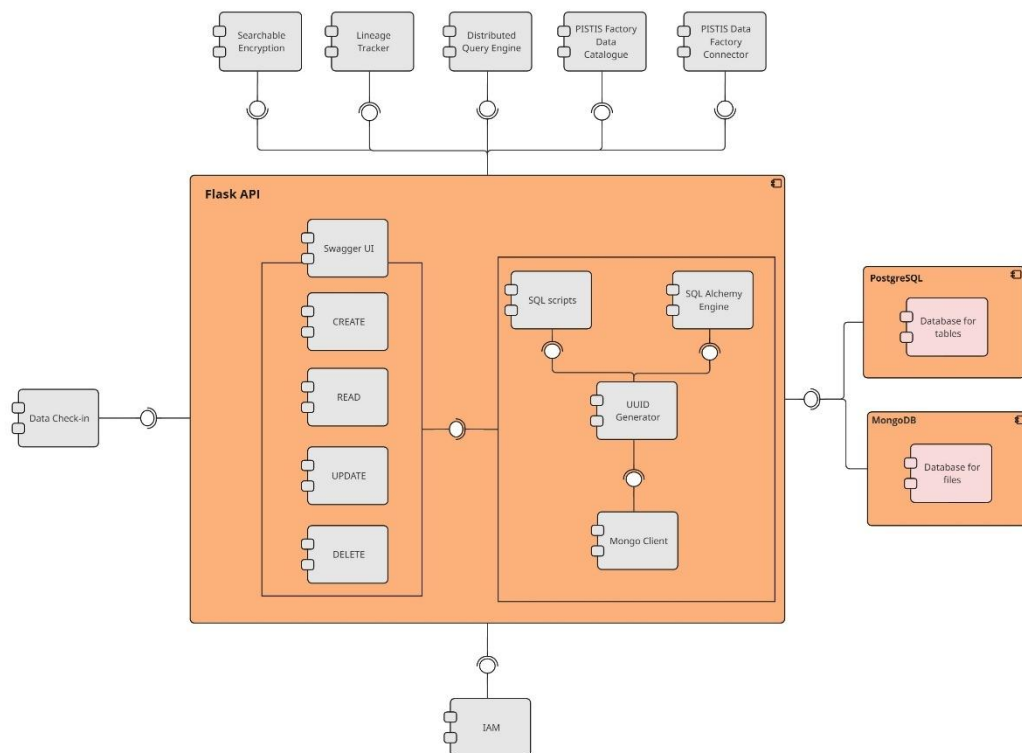 Searchable
Encryption
Lineage
Tracker
Distributed
Query Engine
PISTIS Factory
Data
Catalogue
PISTIS Data
Factory
Connector
Flask API
Swagger UI
CREATE
READ
UPDATE
DELETE
SQL scripts
SQL Alchemy
Engine
UUID
Generator
Mongo Client
Data Check-in
PostgreSQL
Database for
tables
MongoDB
Database for
files
IAM